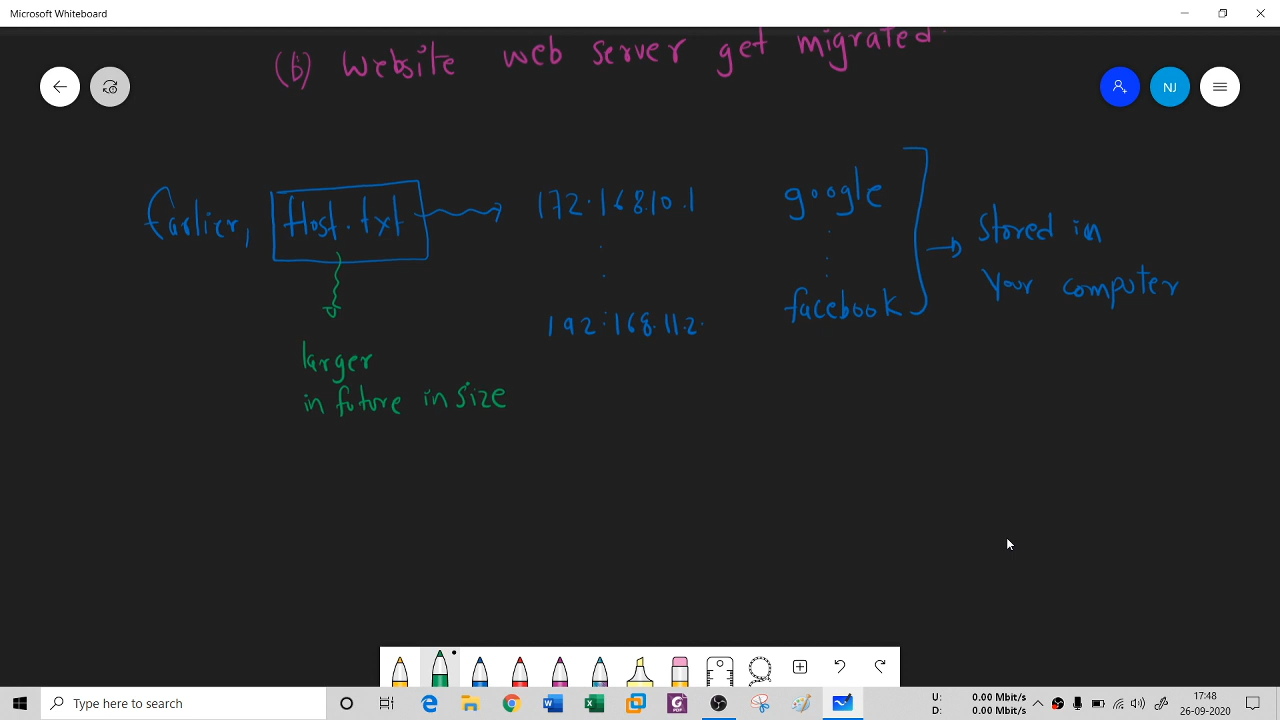 Microsoft Whiteboard
(b) Website web server get migrated.
NJ
Earlier, Host.txt 172.168.10.1 google
Stored in
your computer
192.168.11.2. facebook
larger
in future in size
Type here to search
U: 0.00 Mbit/s
D: 0.00 Mbit/s
17:48
26-09-2020